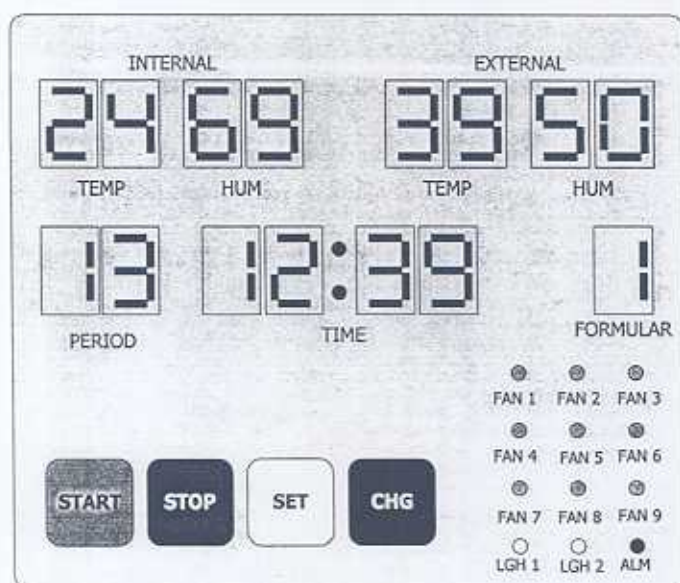 INTERNAL EXTERNAL
24 69 39 50
TEMP HUM TEMP HUM
13 12:39 1
PERIOD TIME FORMULAR
FAN 1 FAN 2 FAN 3
FAN 4 FAN 5 FAN 6
START STOP SET CHG
FAN 7 FAN 8 FAN 9
LGH 1 LGH 2 ALM